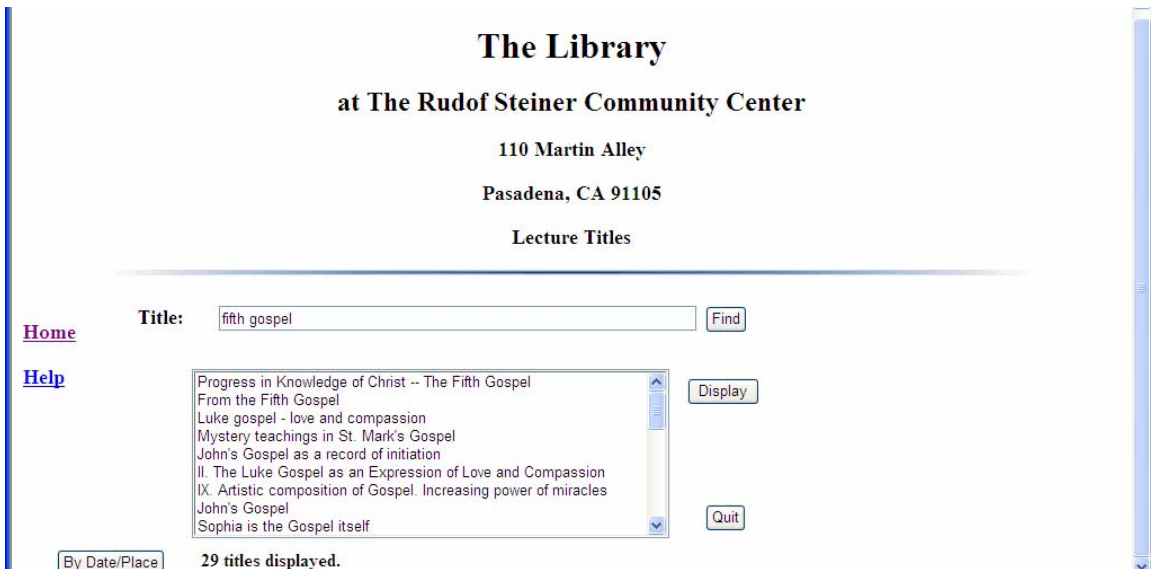 The Library
at The Rudof Steiner Community Center
110 Martin Alley
Pasadena, CA 91105
Lecture Titles
Title:
fifth gospel
Find
Home
Help
Progress in Knowledge of Christ -- The Fifth Gospel
From the Fifth Gospel
Luke gospel - love and compassion
Mystery teachings in St. Mark's Gospel
John's Gospel as a record of initiation
II. The Luke Gospel as an Expression of Love and Compassion
IX. Artistic composition of Gospel. Increasing power of miracles
John's Gospel
Sophia is the Gospel itself
Display
Quit
By Date/Place
29 titles displayed.